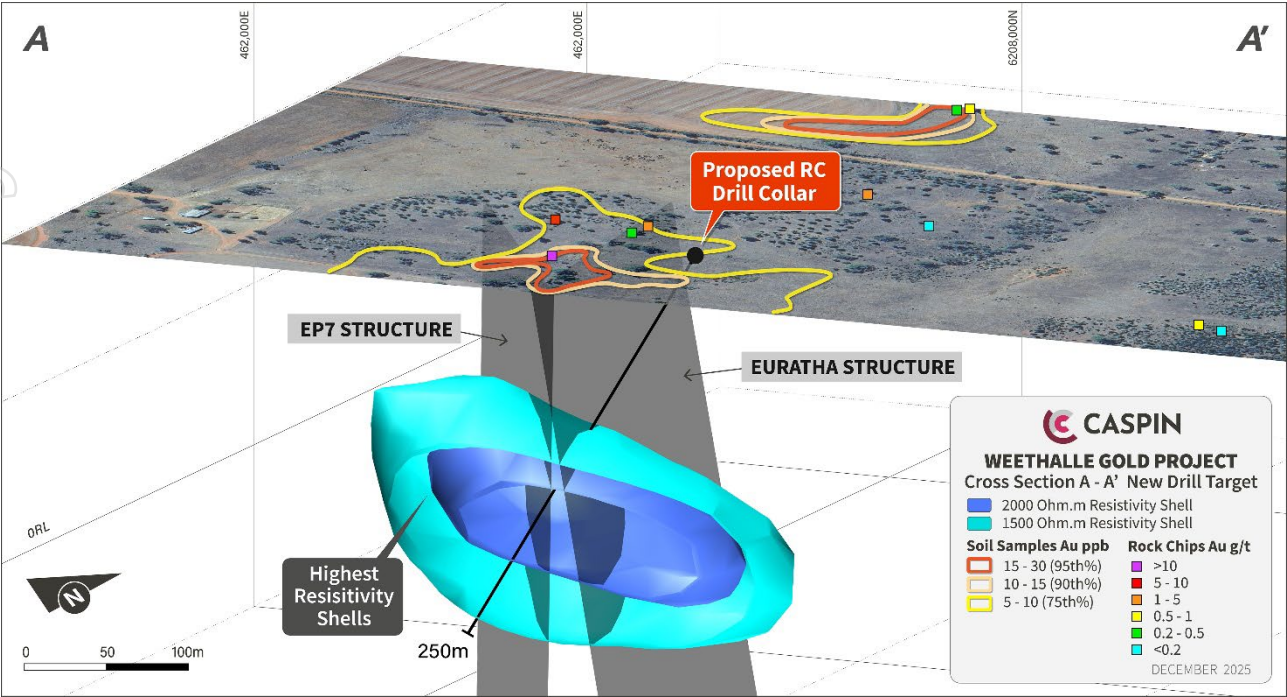 A
462,000E
462,000E
6208,000N
A'
Proposed RC
Drill Collar
EP7 STRUCTURE
EURATHA STRUCTURE
0RL
Highest
Resisitivity
Shells
250m
N
0 50 100m
CASPIN
WEETHALLE GOLD PROJECT
Cross Section A - A' New Drill Target
2000 Ohm.m Resistivity Shell
1500 Ohm.m Resistivity Shell
Soil Samples Au ppb
15 - 30 (95th%)
10 - 15 (90th%)
5 - 10 (75th%)
Rock Chips Au g/t
>10
5 - 10
1 - 5
0.5 - 1
0.2 - 0.5
<0.2
DECEMBER 2025